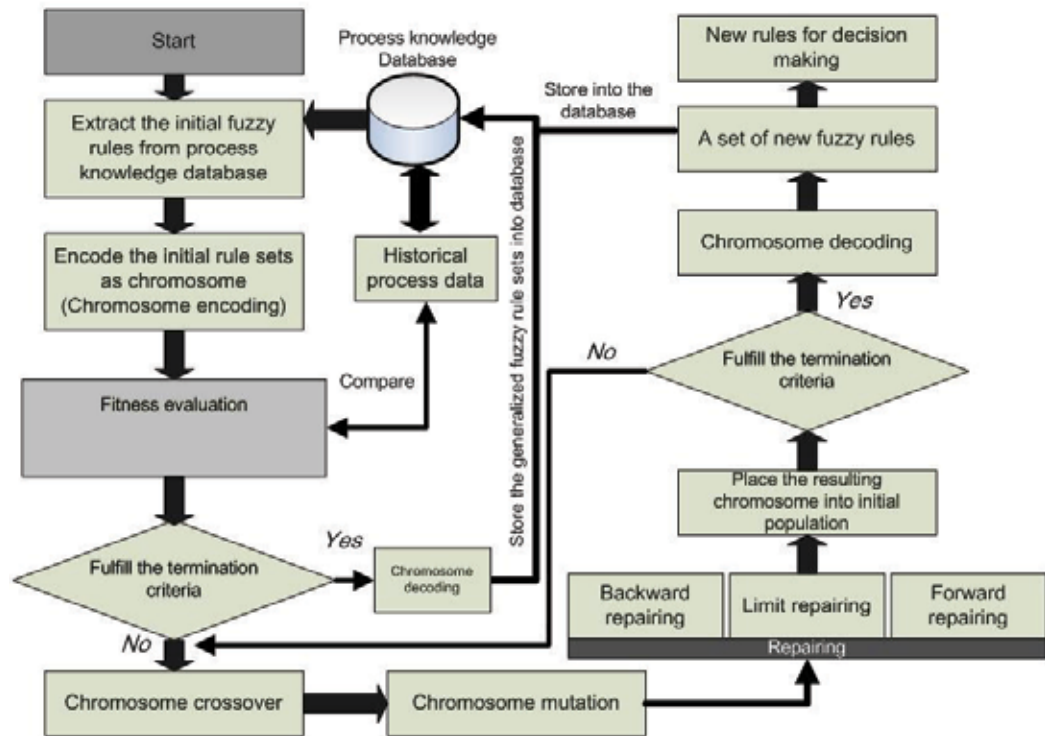 Start
Extract the initial fuzzy
rules from process
knowledge database
Encode the initial rule sets
as chromosome
(Chromosome encoding)
Fitness evaluation
Fulfill the termination
criteria
Yes
No
Chromosome
decoding
Chromosome crossover
Chromosome mutation
Process knowledge
Database
Historical
process data
Compare
Store the generalized fuzzy rule sets into database
Store into the
database
New rules for decision
making
A set of new fuzzy rules
Chromosome decoding
Yes
No
Fulfill the termination
criteria
Place the resulting
chromosome into initial
population
Backward
repairing
Limit repairing
Forward
repairing
Repairing